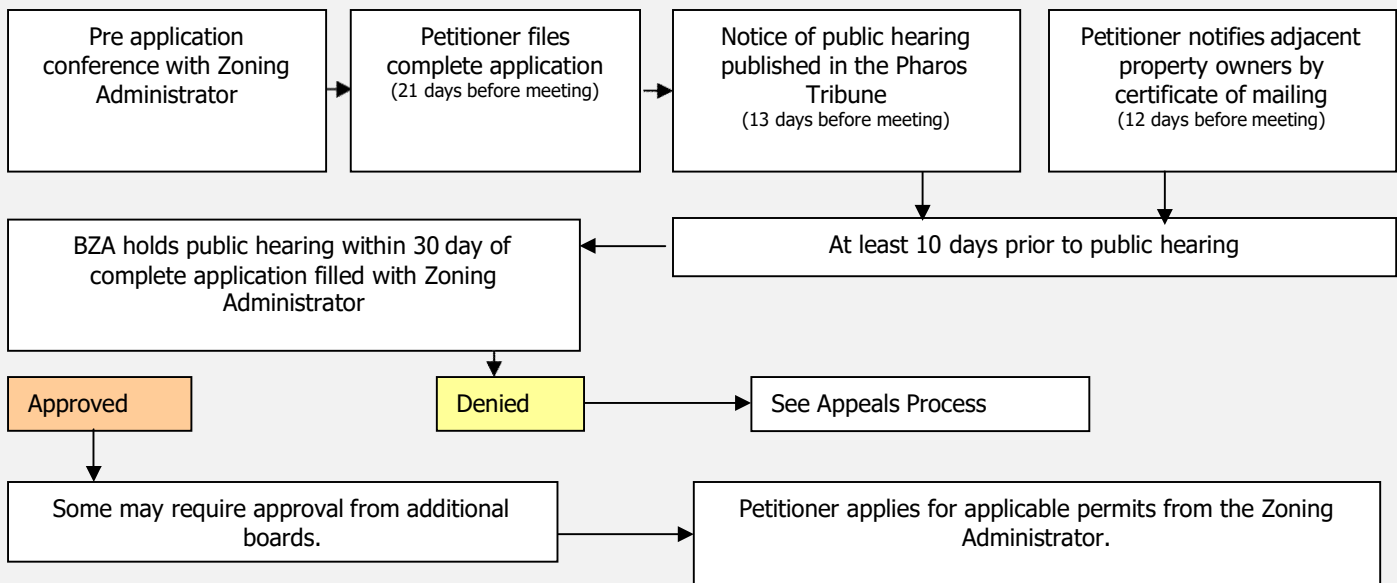 Pre application
conference with Zoning
Administrator
Petitioner files
complete application
(21 days before meeting)
Notice of public hearing
published in the Pharos
Tribune
(13 days before meeting)
Petitioner notifies adjacent
property owners by
certificate of mailing
(12 days before meeting)
At least 10 days prior to public hearing
BZA holds public hearing within 30 day of
complete application filled with Zoning
Administrator
Approved
Denied
See Appeals Process
Some may require approval from additional
boards.
Petitioner applies for applicable permits from the Zoning
Administrator.